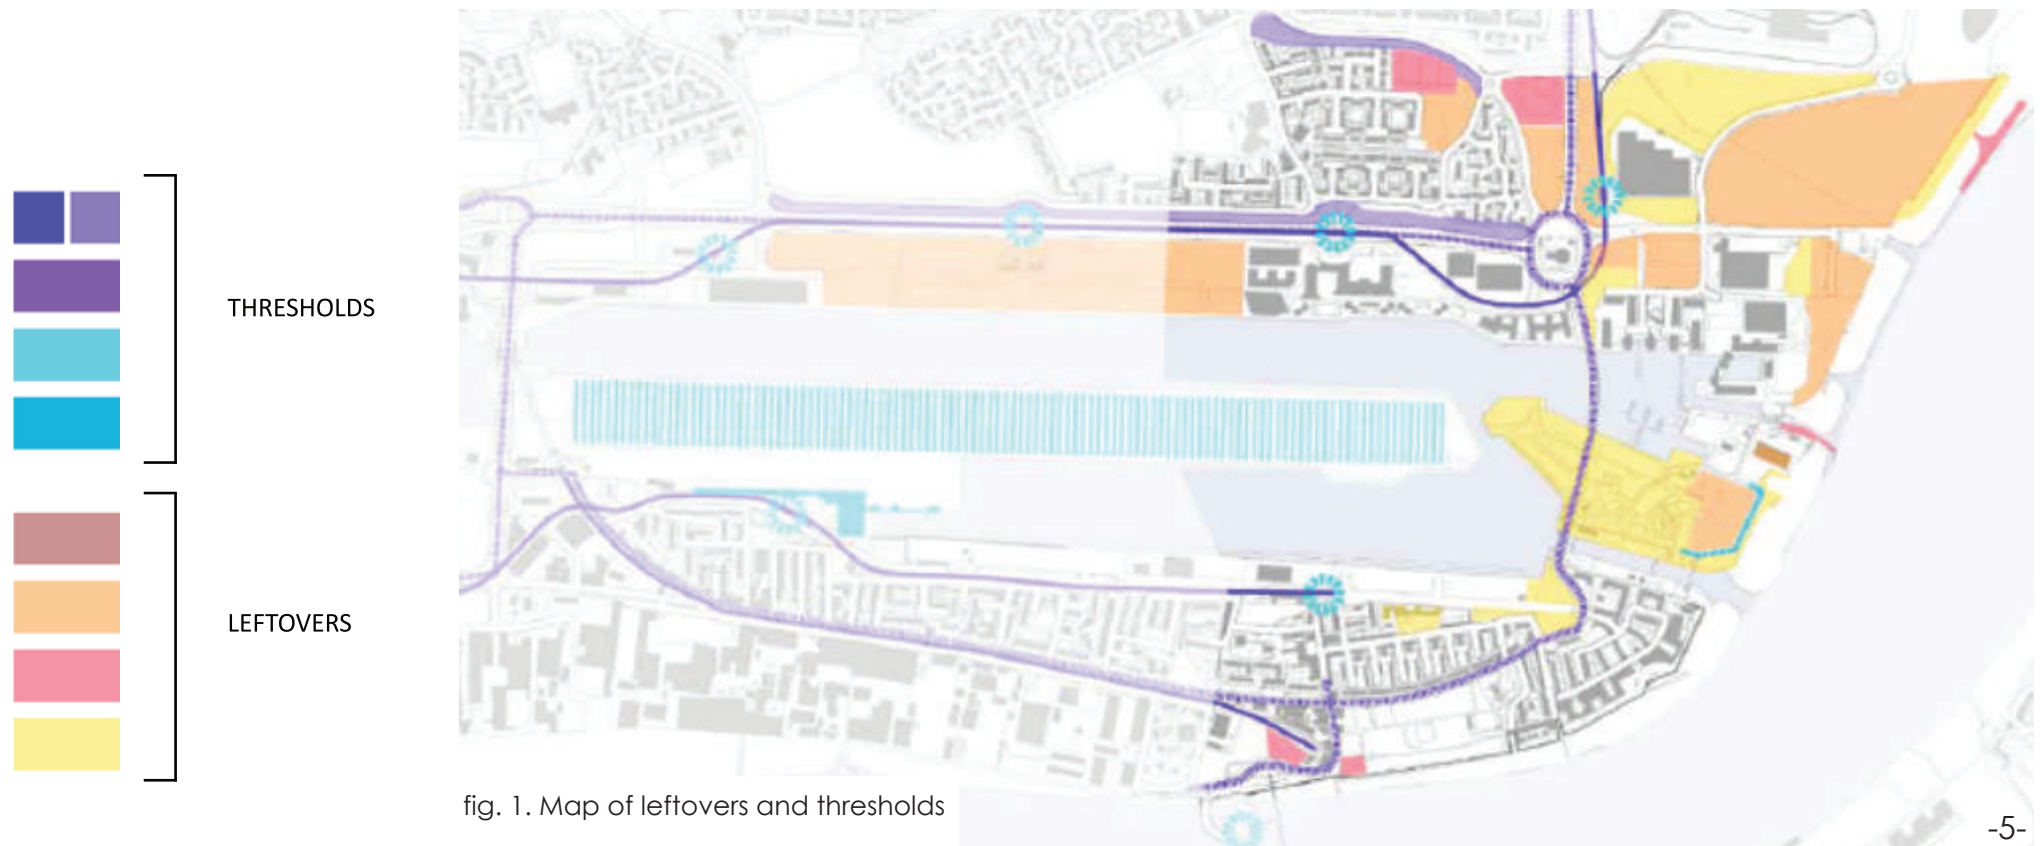 THRESHOLDS
LEFTOVERS
fig. 1. Map of leftovers and thresholds
-5-